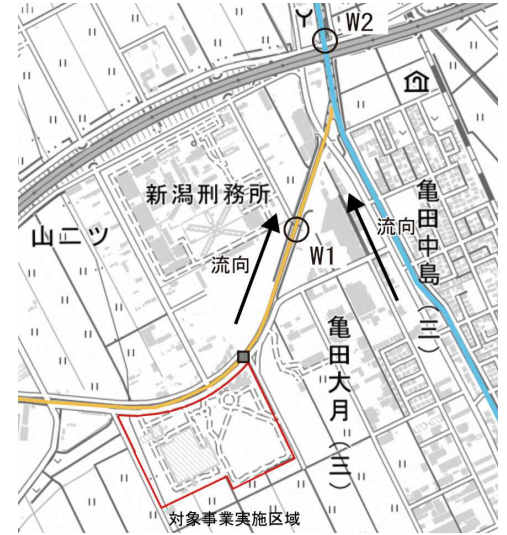 W2
新潟刑務所
山二ツ
流向
W1
流向
亀田中島(三)
亀田大月(三)
対象事業実施区域